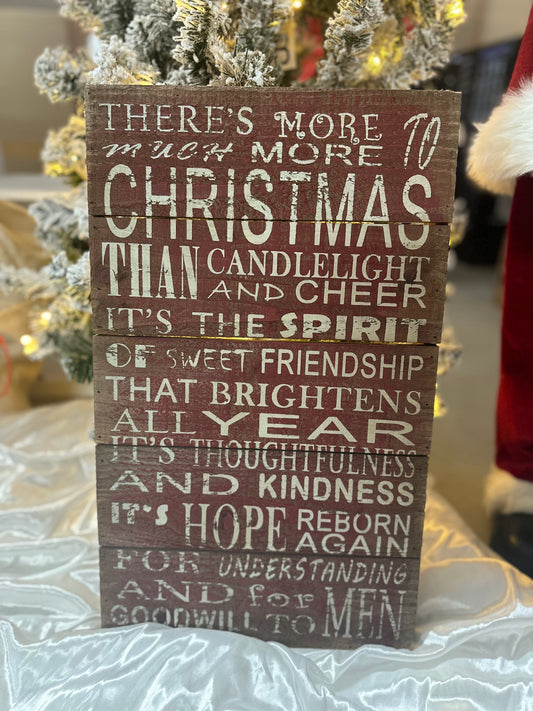 THERE'S MORE TO
MUCH MORE
CHRISTMAS
THAN CANDLELIGHT
AND CHEER
IT'S THE SPIRIT
OF SWEET FRIENDSHIP
THAT BRIGHTENS
ALL YEAR
IT'S THOUGHTFULNESS
AND KINDNESS
IT'S HOPE REBORN
AGAIN
FOR UNDERSTANDING
AND for
GOODWILL TO MEN